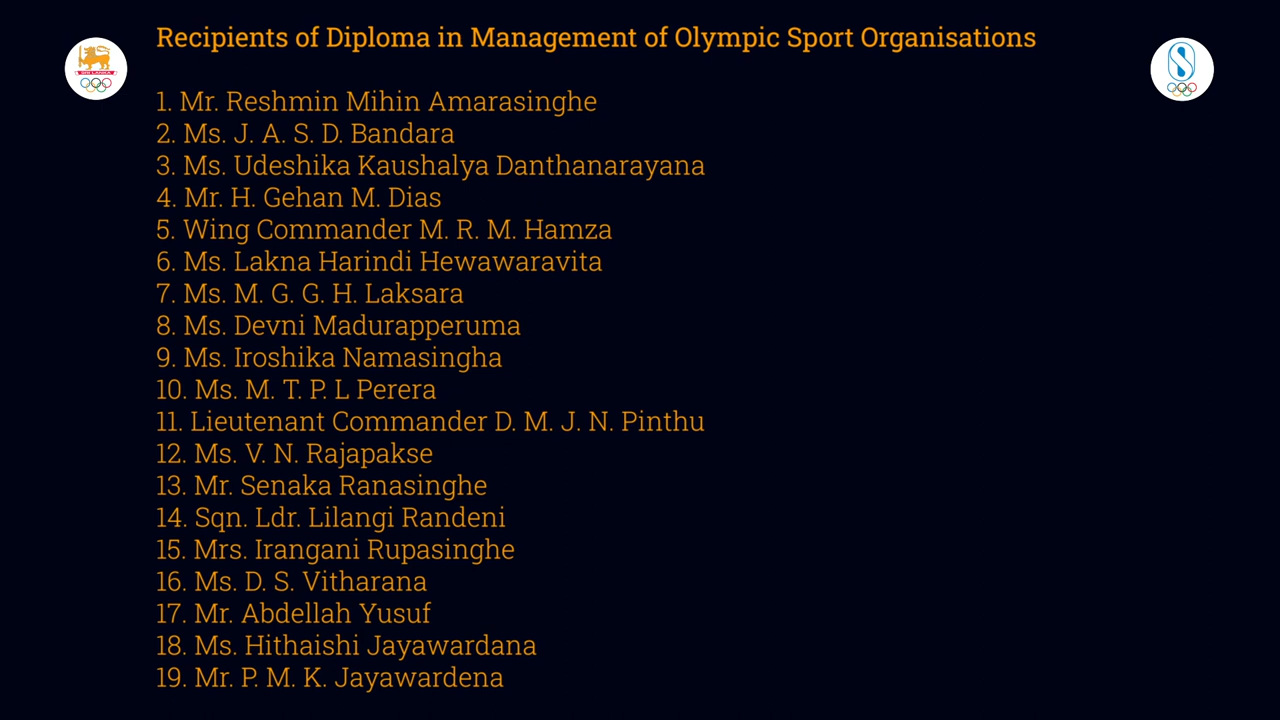 Recipients of Diploma in Management of Olympic Sport Organisations
SRI LANKA
1. Mr. Reshmin Mihin Amarasinghe
2. Ms. J. A. S. D. Bandara
3. Ms. Udeshika Kaushalya Danthanarayana
4. Mr. H. Gehan M. Dias
5. Wing Commander M. R. M. Hamza
6. Ms. Lakna Harindi Hewawaravita
7. Ms. M. G. G. H. Laksara
8. Ms. Devni Madurapperuma
9. Ms. Iroshika Namasingha
10. Ms. M. T. P. L Perera
11. Lieutenant Commander D. M. J. N. Pinthu
12. Ms. V. N. Rajapakse
13. Mr. Senaka Ranasinghe
14. Sqn. Ldr. Lilangi Randeni
15. Mrs. Irangani Rupasinghe
16. Ms. D. S. Vitharana
17. Mr. Abdellah Yusuf
18. Ms. Hithaishi Jayawardana
19. Mr. P. M. K. Jayawardena